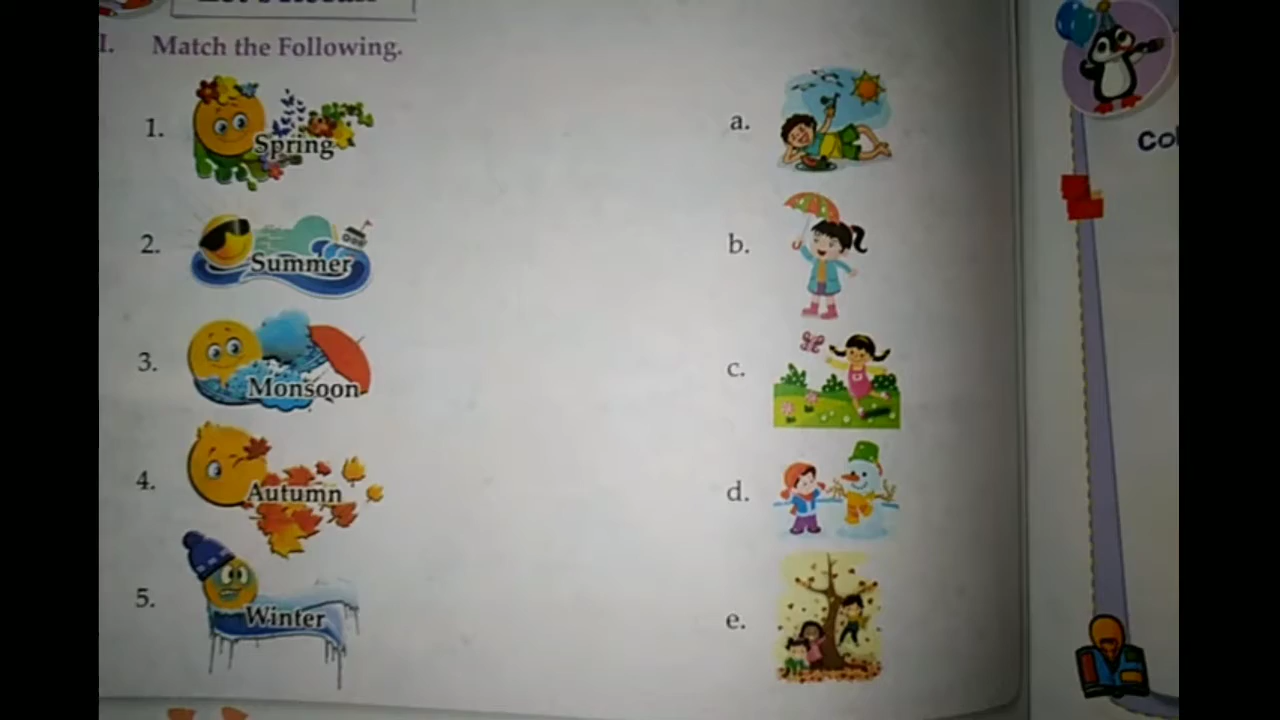 I. Match the Following.
1. Spring
a.
2. Summer
b.
3. Monsoon
c.
4. Autumn
d.
5. Winter
e.